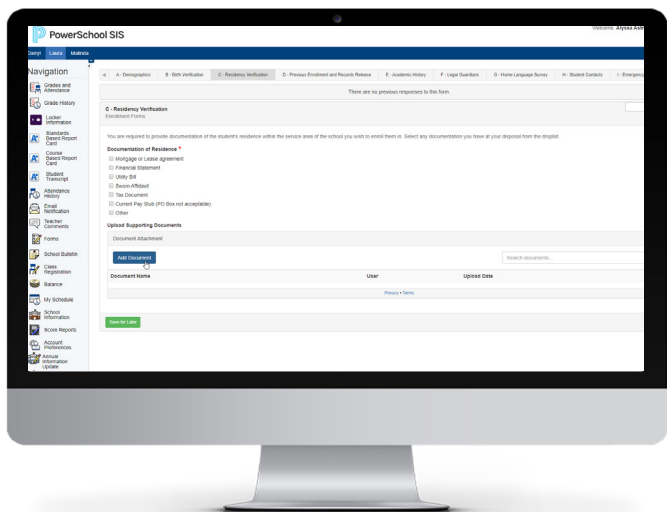 PowerSchool SIS
Welcome, Alyssa
Darryl Laura Malinda
Navigation
Grades and
Attendance
Grade History
Locker
Information
Standards
Based Report
Card
Course
Based Report
Card
Student
Transcript
Attendance
History
Email
Notification
Teacher
Comments
Forms
School Bulletin
Class
Registration
Balance
My Schedule
School
Information
Score Reports
Account
Preferences
Annual
Information
Update
A - Demographics B - Birth Verification C - Residency Verification D - Previous Enrollment and Records Release E - Academic History F - Legal Guardians G - Home Language Survey H - Student Contacts I - Emergency
There are no previous responses to this form
C - Residency Verification
Enrollment Forms
You are required to provide documentation of the student's residence within the service area of the school you wish to enroll them in. Select any documentation you have at your disposal from the droplist.
Documentation of Residence *
Mortgage or Lease agreement
Financial Statement
Utility Bill
Sworn Affidavit
Tax Document
Current Pay Stub (PO Box not acceptable)
Other
Upload Supporting Documents
Document Attachment
Add Document
Search documents...
Document Name User Upload Date
Privacy • Terms
Save for Later